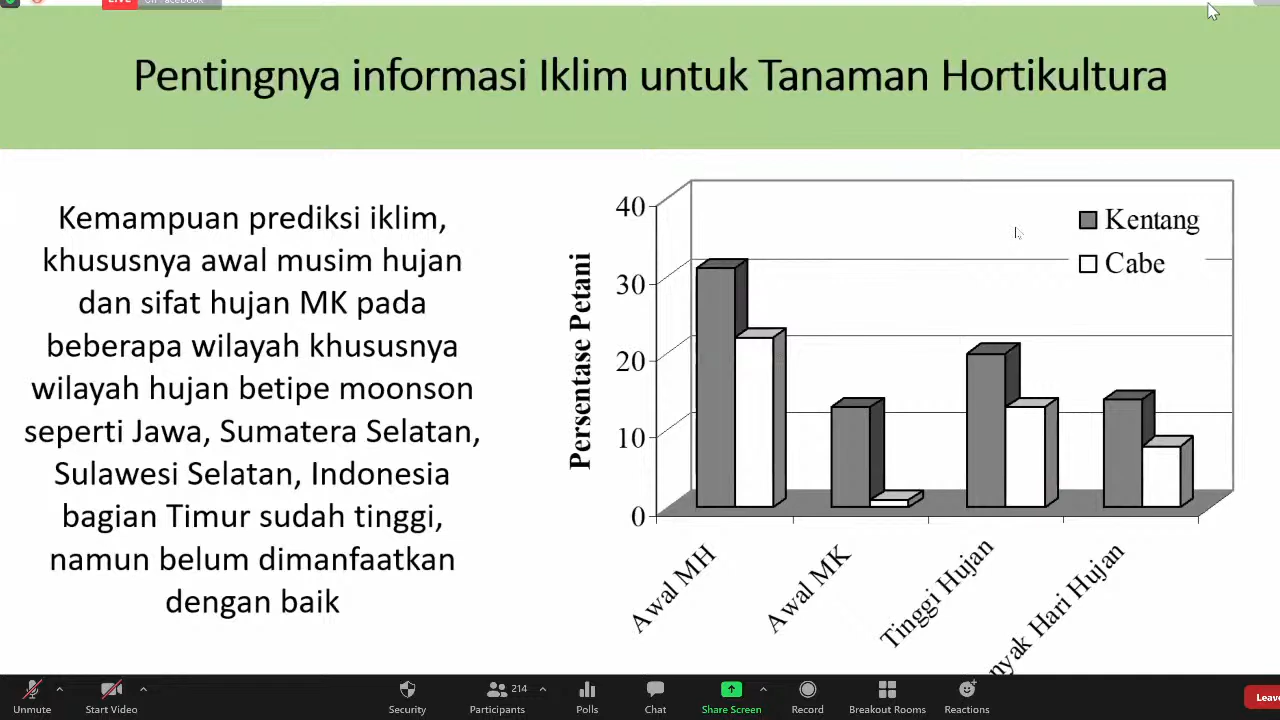 LIVE on Facebook
Pentingnya informasi Iklim untuk Tanaman Hortikultura
Kemampuan prediksi iklim,
khususnya awal musim hujan
dan sifat hujan MK pada
beberapa wilayah khususnya
wilayah hujan betipe moonson
seperti Jawa, Sumatera Selatan,
Sulawesi Selatan, Indonesia
bagian Timur sudah tinggi,
namun belum dimanfaatkan
dengan baik
Persentase Petani
40
30
20
10
0
Kentang
Cabe
Awal MH
Awal MK
Tinggi Hujan
Hari Hujan
Unmute
Start Video
Security
Participants
214
Polls
Chat
Share Screen
Record
Breakout Rooms
Reactions